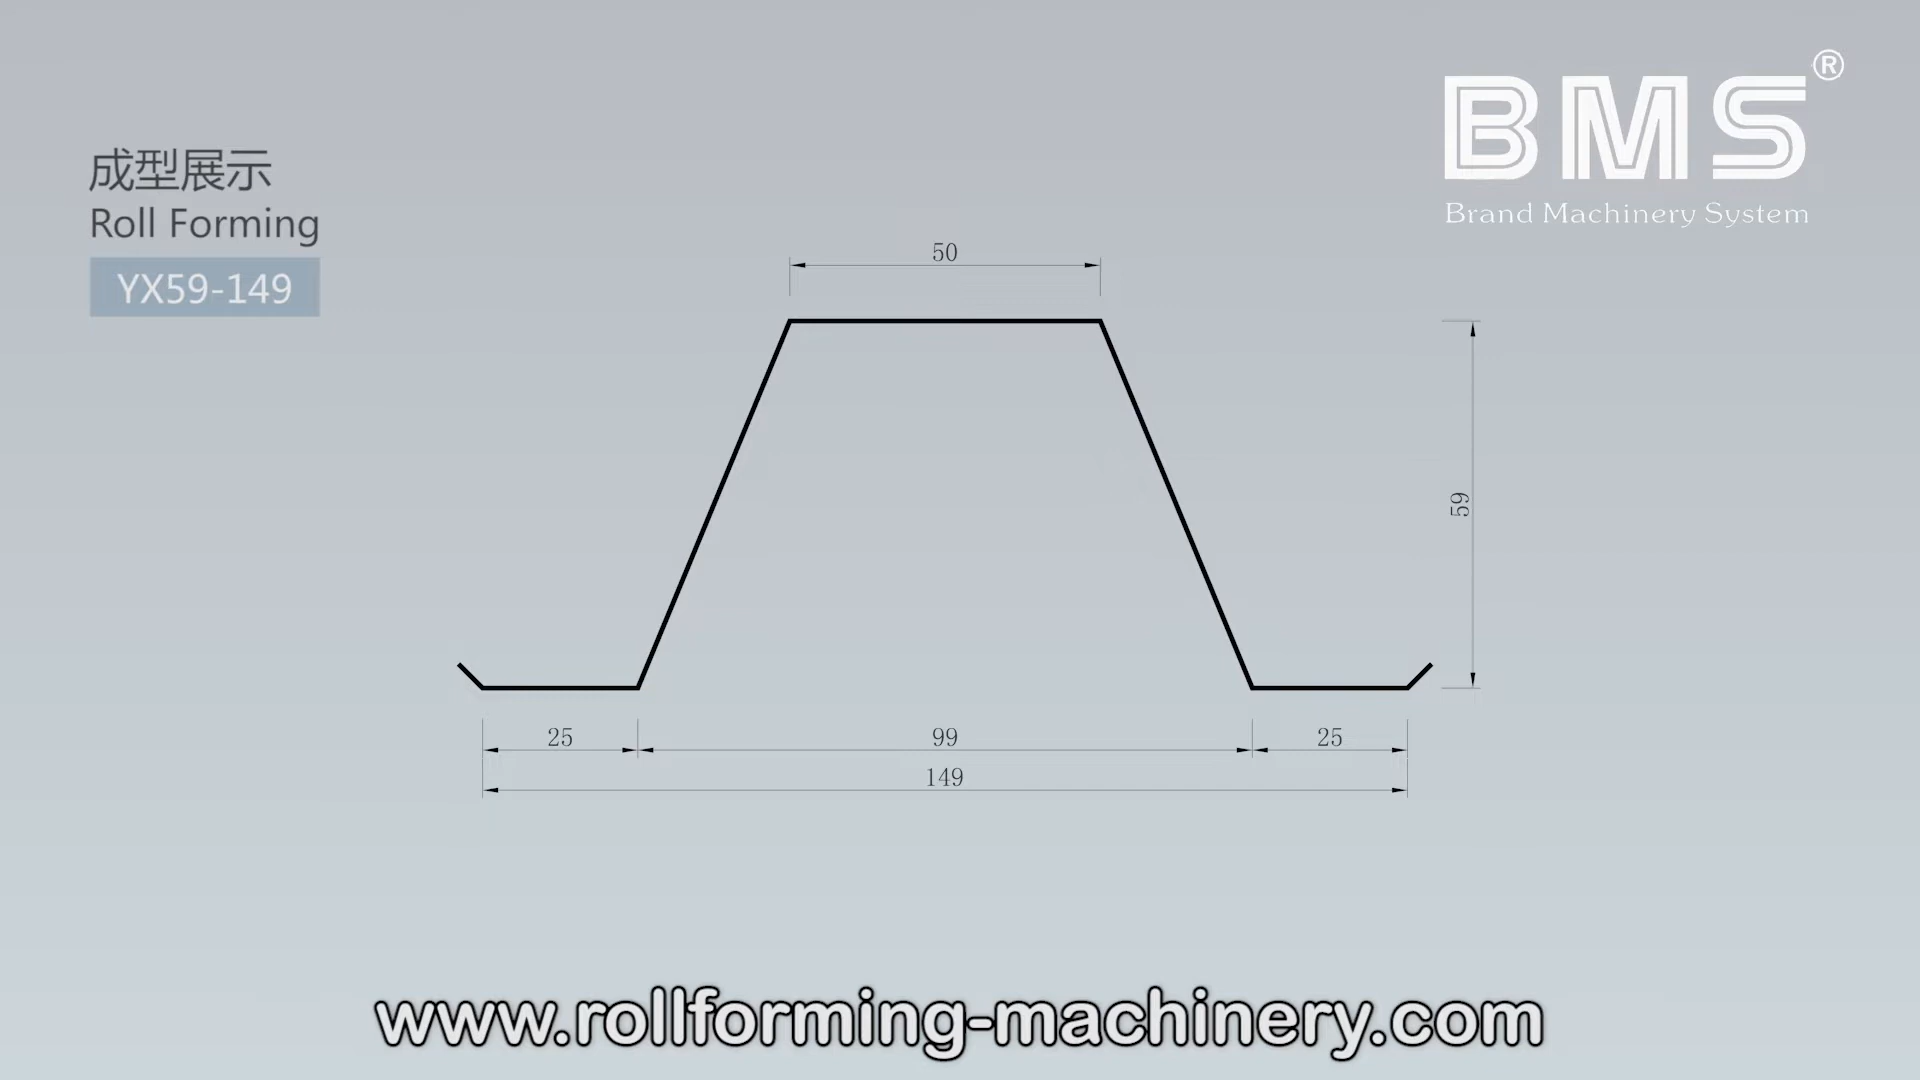 BMS®
Brand Machinery System
成型展示
Roll Forming
YX59-149
50
59
25
99
25
149
www.rollforming-machinery.com